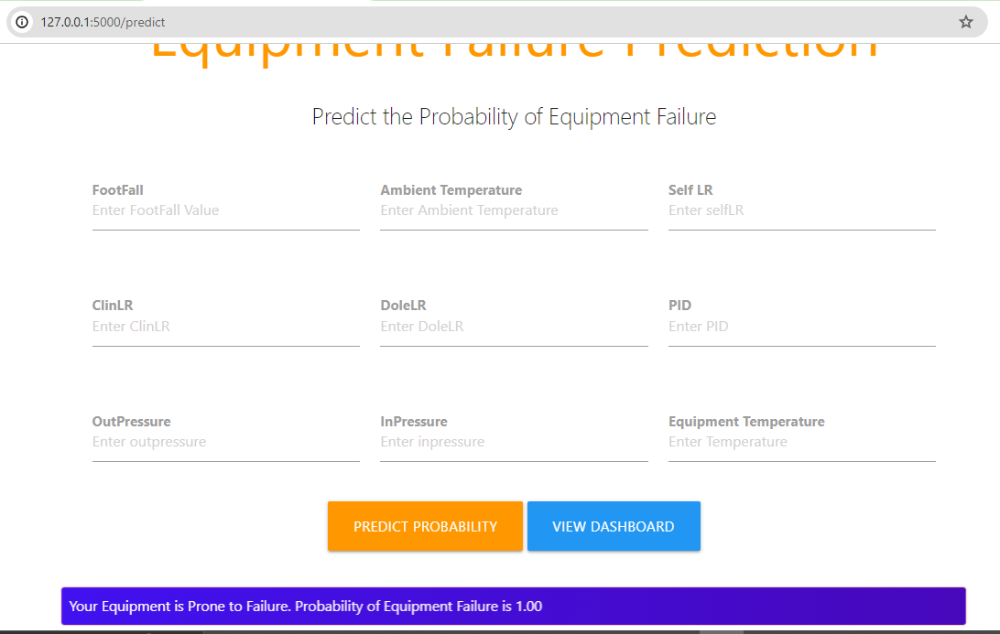 127.0.0.1:5000/predict
Equipment Failure Prediction
Predict the Probability of Equipment Failure
FootFall
Ambient Temperature
Self LR
Enter FootFall Value
Enter Ambient Temperature
Enter selfLR
ClinLR
DoleLR
PID
Enter ClinLR
Enter DoleLR
Enter PID
OutPressure
InPressure
Equipment Temperature
Enter outpressure
Enter inpressure
Enter Temperature
PREDICT PROBABILITY
VIEW DASHBOARD
Your Equipment is Prone to Failure. Probability of Equipment Failure is 1.00